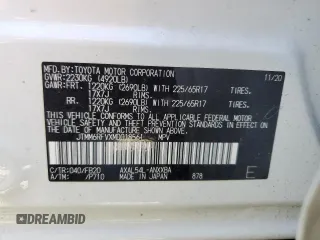 MFD. BY: TOYOTA MOTOR CORPORATION 11/20
GVWR: 2230KG (4920LB)
GAWR: FRT. 1220KG (2690LB) WITH 225/65R17 TIRES.
17X7J RIMS.
RR. 1220KG (2690LB) WITH 225/65R17 TIRES.
17X7J RIMS.
THIS VEHICLE CONFORMS TO ALL APPLICABLE FEDERAL MOTOR VEHICLE SAFETY, BUMPER, AND THEFT PREVENTION STANDARDS IN EFFECT ON THE DATE OF MANUFACTURE SHOWN ABOVE.
MPV
C/TR: 040/FB20 AXAL54L-ANXXBA
A/TM: /P710 MADE IN JAPAN 878
E